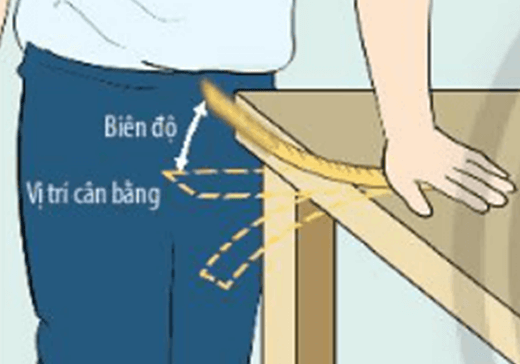 Biên độ
Vị trí cân bằng